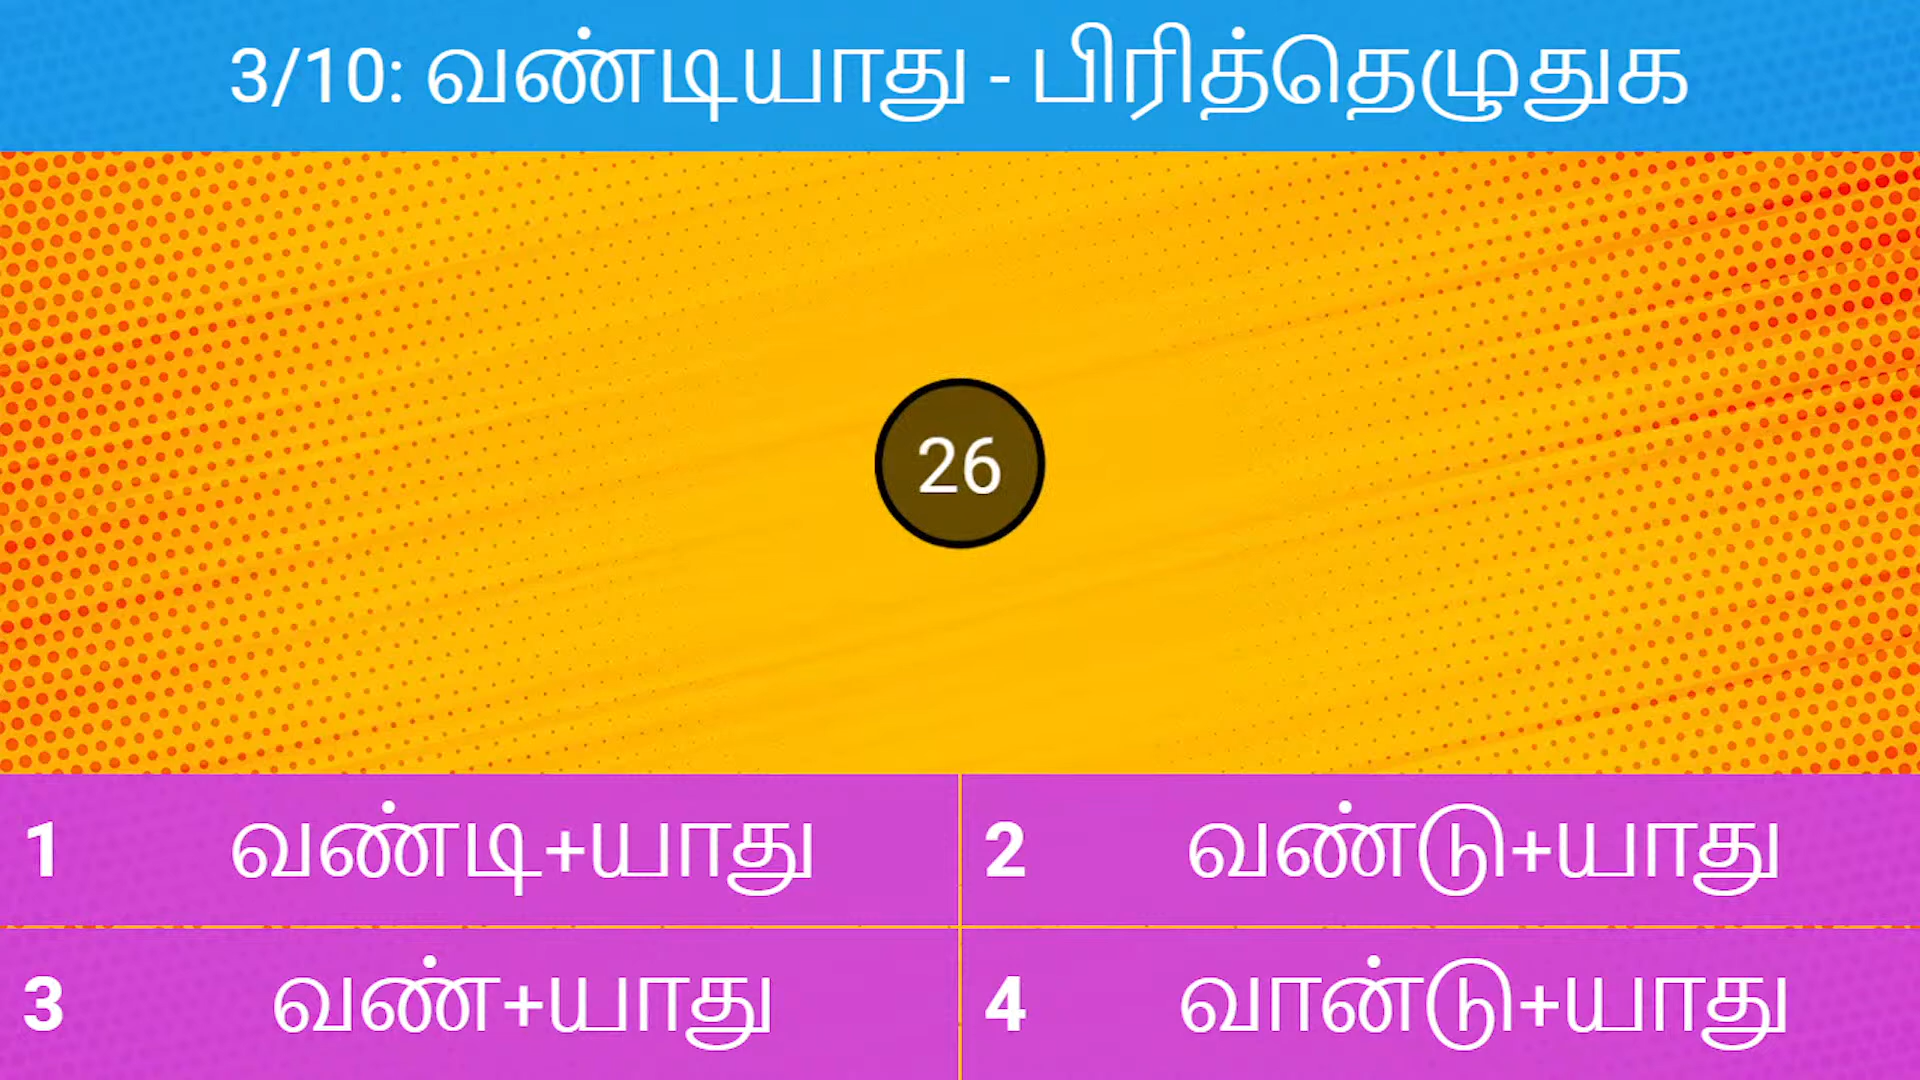 3/10: வண்டியாது - பிரித்தெழுதுக
26
1 வண்டி+யாது
2 வண்டு+யாது
3 வண்+யாது
4 வான்டு+யாது